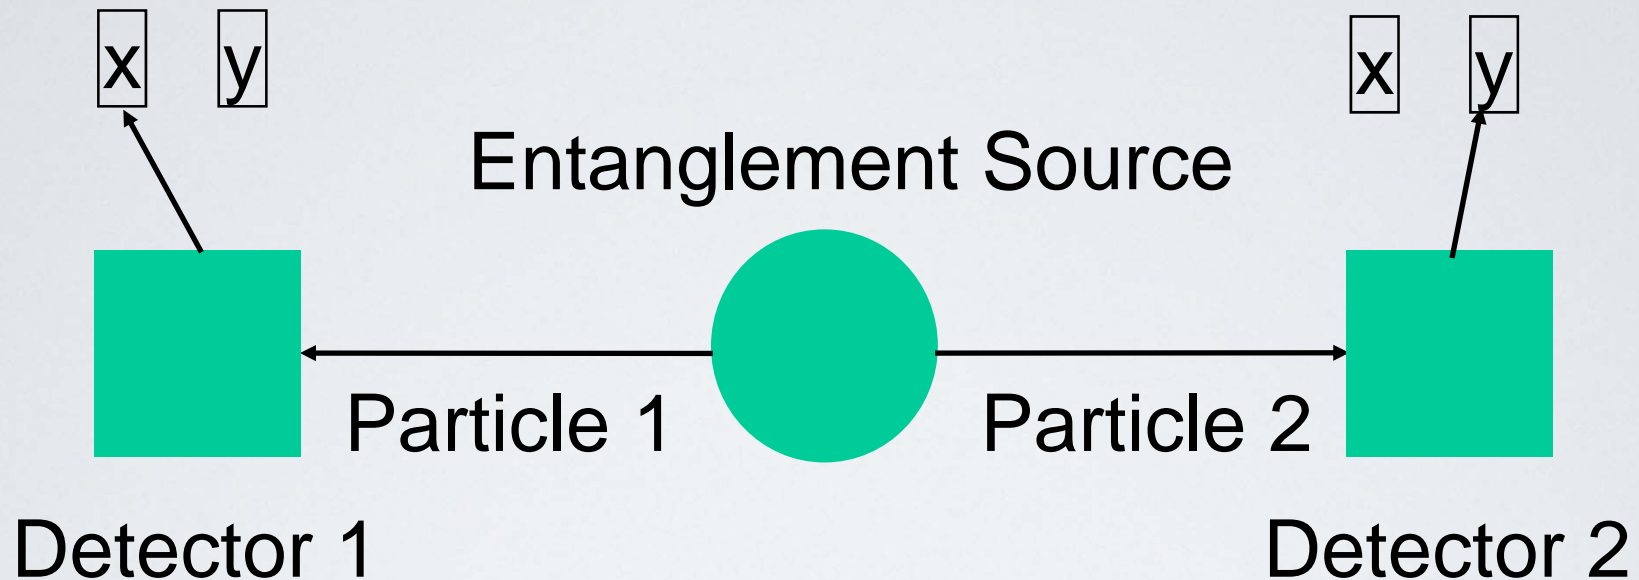 x y
x y
Entanglement Source
Particle 1
Particle 2
Detector 1
Detector 2